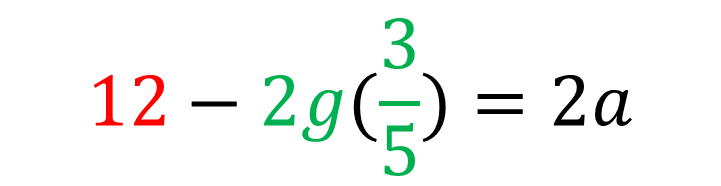 12 − 2g(3/5) = 2a